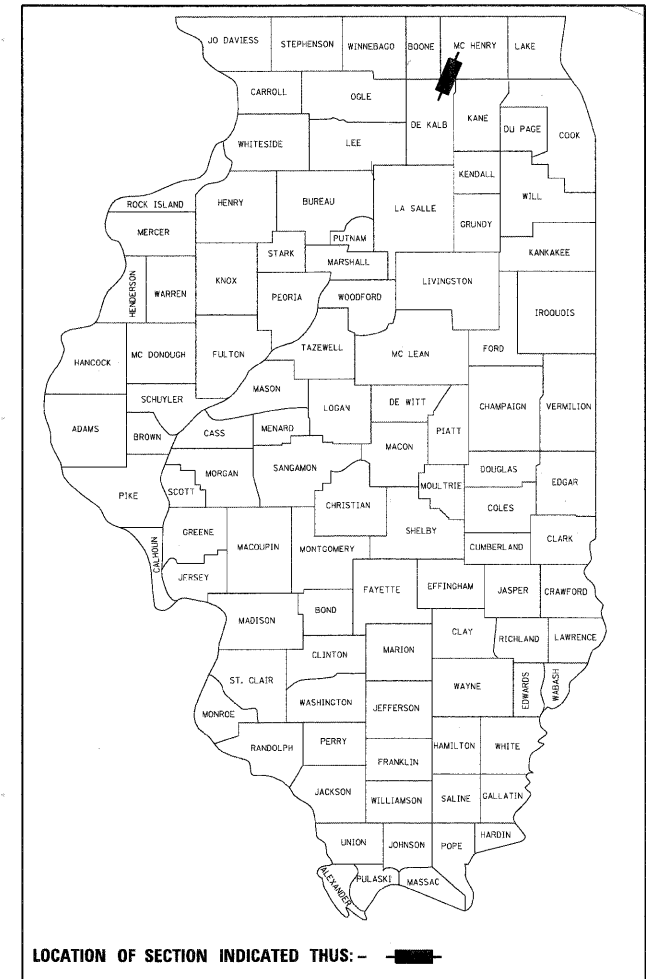 JO DAVIESS STEPHENSON WINNEBAGO BOONE MC HENRY LAKE
CARROLL OGLE DE KALB KANE DU PAGE COOK
WHITESIDE LEE
KENDALL WILL
ROCK ISLAND HENRY BUREAU LA SALLE GRUNDY
MERCER PUTNAM
STARK MARSHALL KANKAKEE
HENDERSON WARREN KNOX PEORIA WOODFORD LIVINGSTON IROQUOIS
HANCOCK MC DONOUGH FULTON TAZEWELL MC LEAN FORD
SCHUYLER MASON LOGAN DE WITT CHAMPAIGN VERMILION
ADAMS BROWN CASS MENARD MACON PIATT
PIKE SCOTT MORGAN SANGAMON CHRISTIAN MOULTRIE DOUGLAS EDGAR
COLES
CALHOUN GREENE MACOUPIN MONTGOMERY SHELBY CUMBERLAND CLARK
JERSEY FAYETTE EFFINGHAM JASPER CRAWFORD
MADISON BOND
CLINTON MARION CLAY RICHLAND LAWRENCE
ST. CLAIR WAYNE EDWARDS WABASH
MONROE WASHINGTON JEFFERSON
RANDOLPH PERRY FRANKLIN HAMILTON WHITE
JACKSON WILLIAMSON SALINE GALLATIN
UNION JOHNSON POPE HARDIN
ALEXANDER PULASKI MASSAC
LOCATION OF SECTION INDICATED THUS: -